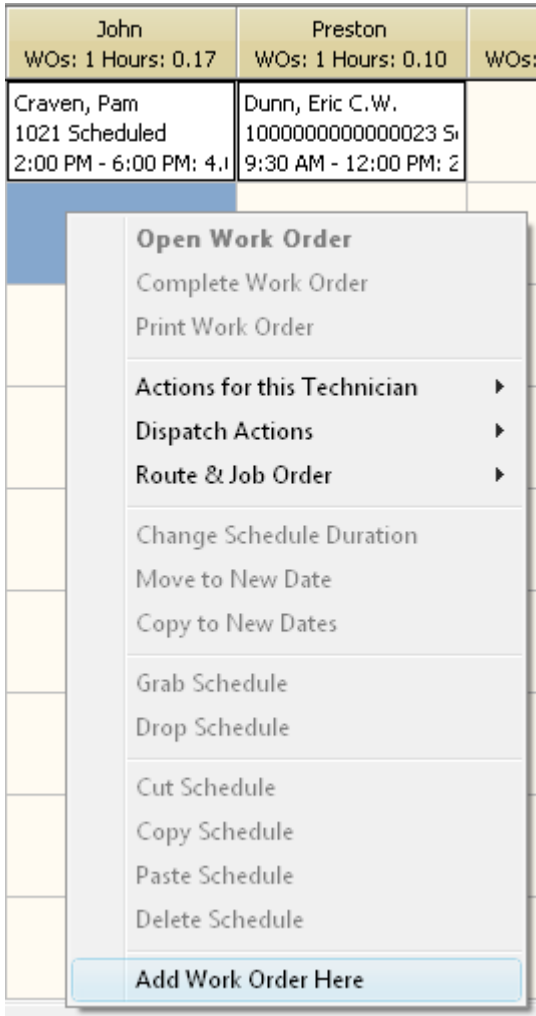 John
WOs: 1 Hours: 0.17
Preston
WOs: 1 Hours: 0.10
WOs:
Craven, Pam
1021 Scheduled
2:00 PM - 6:00 PM: 4.
Dunn, Eric C.W.
1000000000000023
9:30 AM - 12:00 PM: 2
Open Work Order
Complete Work Order
Print Work Order
Actions for this Technician
Dispatch Actions
Route & Job Order
Change Schedule Duration
Move to New Date
Copy to New Dates
Grab Schedule
Drop Schedule
Cut Schedule
Copy Schedule
Paste Schedule
Delete Schedule
Add Work Order Here